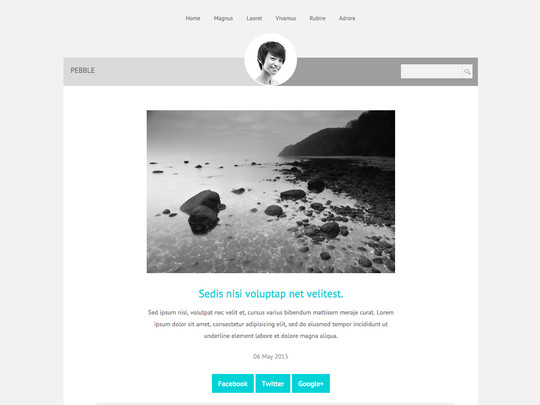 Home Magnus Laoret Vivamus Rubire Adrore
PEBBLE
Sedis nisi voluptap net velitest.
Sed ipsum nisi, volutpat nec velit et, cursus varius bibendum mattisem meraje curat. Lorem
ipsum dolor sit amet, consectetur adipisicing elit, sed do eiusmod tempor incididunt ut
underline element labore et dolore magna aliqua.
06 May 2015
Facebook Twitter Google+